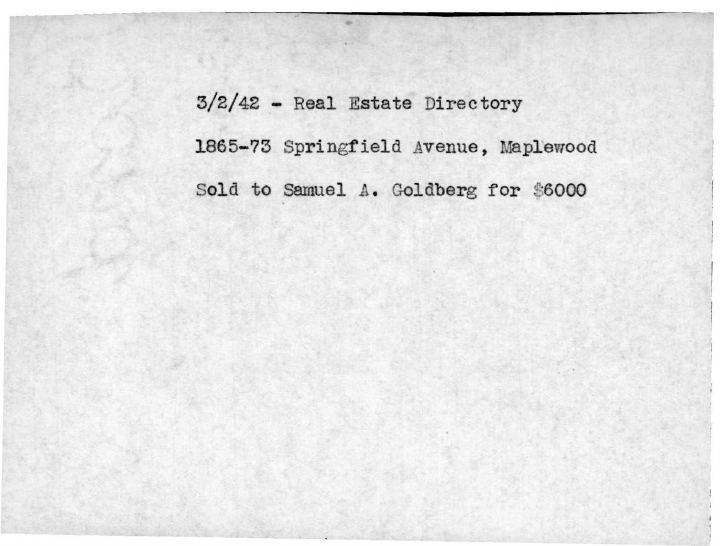 3/2/42 - Real Estate Directory
1865-73 Springfield Avenue, Maplewood
Sold to Samuel A. Goldberg for $6000